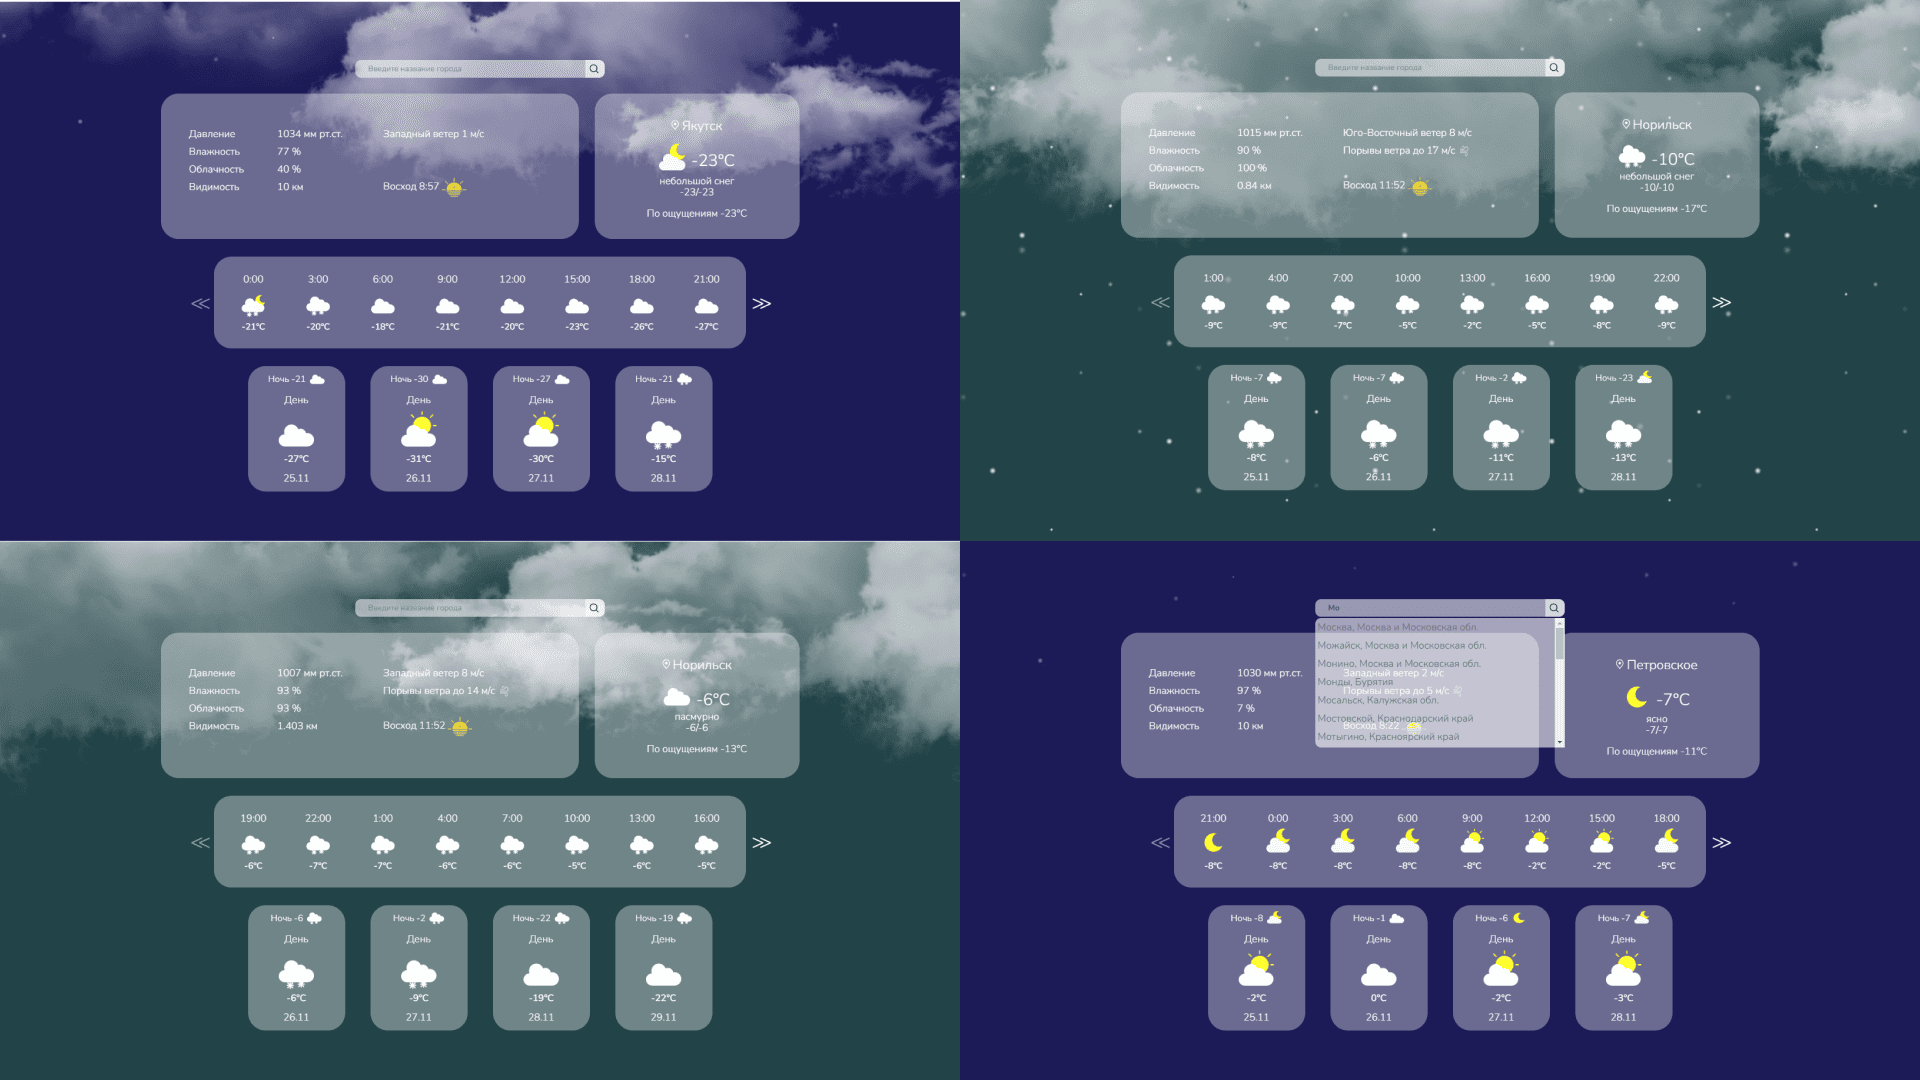 Введите название города
Давление 1034 мм рт.ст. Западный ветер 1 м/с
Влажность 77 %
Облачность 40 %
Видимость 10 км Восход 8:57
Якутск
-23°C
небольшой снег
-23/-23
По ощущениям -23°C
0:00 3:00 6:00 9:00 12:00 15:00 18:00 21:00
-21°C -20°C -18°C -21°C -20°C -23°C -26°C -27°C
Ночь -21 Ночь -30 Ночь -27 Ночь -21
День День День День
-27°C -31°C -30°C -15°C
25.11 26.11 27.11 28.11
Введите название города
Давление 1015 мм рт.ст. Юго-Восточный ветер 8 м/с
Влажность 90 % Порывы ветра до 17 м/с
Облачность 100 %
Видимость 0.84 км Восход 11:52
Норильск
-10°C
небольшой снег
-10/-10
По ощущениям -17°C
1:00 4:00 7:00 10:00 13:00 16:00 19:00 22:00
-9°C -9°C -7°C -5°C -2°C -5°C -8°C -9°C
Ночь -7 Ночь -7 Ночь -2 Ночь -23
День День День День
-8°C -6°C -11°C -13°C
25.11 26.11 27.11 28.11
Введите название города
Давление 1007 мм рт.ст. Западный ветер 8 м/с
Влажность 93 % Порывы ветра до 14 м/с
Облачность 93 %
Видимость 1.403 км Восход 11:52
Норильск
-6°C
пасмурно
-6/-6
По ощущениям -13°C
19:00 22:00 1:00 4:00 7:00 10:00 13:00 16:00
-6°C -7°C -7°C -6°C -6°C -5°C -6°C -5°C
Ночь -6 Ночь -2 Ночь -22 Ночь -19
День День День День
-6°C -9°C -19°C -22°C
26.11 27.11 28.11 29.11
Мо
Москва, Москва и Московская обл.
Можайск, Москва и Московская обл.
Монино, Москва и Московская обл.
Монды, Бурятия
Мосальск, Калужская обл.
Мостовской, Краснодарский край
Мотыгино, Красноярский край
Давление 1030 мм рт.ст. Западный ветер 2 м/с
Влажность 97 % Порывы ветра до 5 м/с
Облачность 7 %
Видимость 10 км Восход 8:22
Петровское
-7°C
ясно
-7/-7
По ощущениям -11°C
21:00 0:00 3:00 6:00 9:00 12:00 15:00 18:00
-8°C -8°C -8°C -8°C -8°C -2°C -2°C -5°C
Ночь -8 Ночь -1 Ночь -6 Ночь -7
День День День День
-2°C 0°C -2°C -3°C
25.11 26.11 27.11 28.11